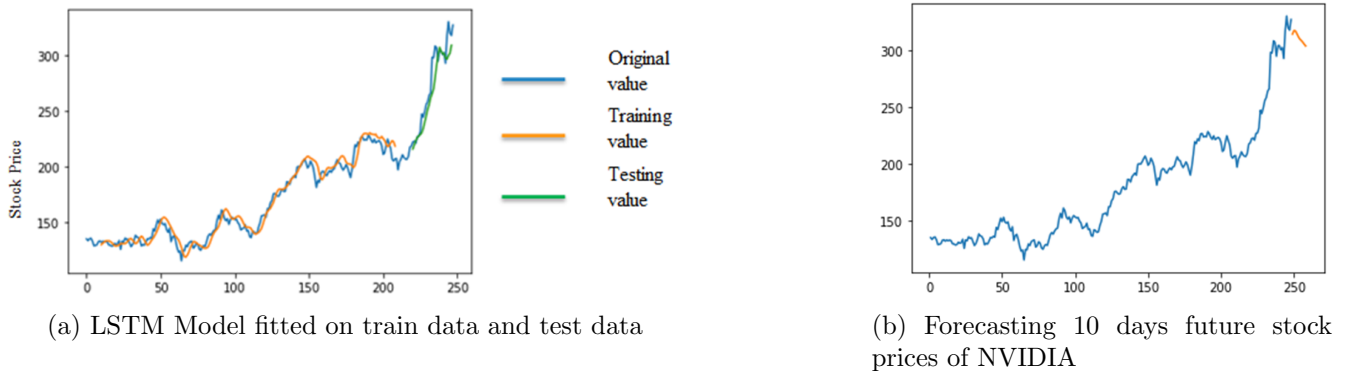 Stock Price
300
250
200
150
0 50 100 150 200 250
Original
value
Training
value
Testing
value
(a) LSTM Model fitted on train data and test data
300
250
200
150
0 50 100 150 200 250
(b) Forecasting 10 days future stock
prices of NVIDIA